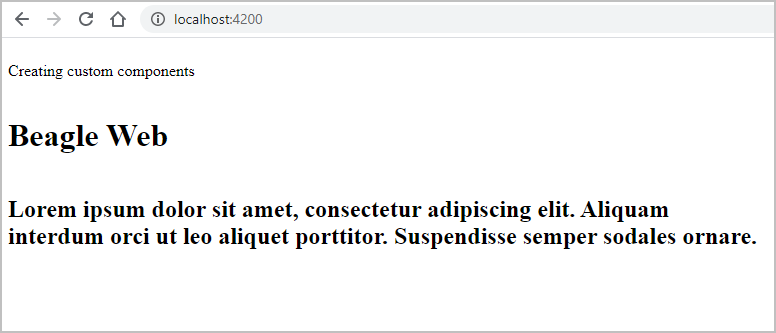 localhost:4200
Creating custom components
Beagle Web
Lorem ipsum dolor sit amet, consectetur adipiscing elit. Aliquam
interdum orci ut leo aliquet porttitor. Suspendisse semper sodales ornare.